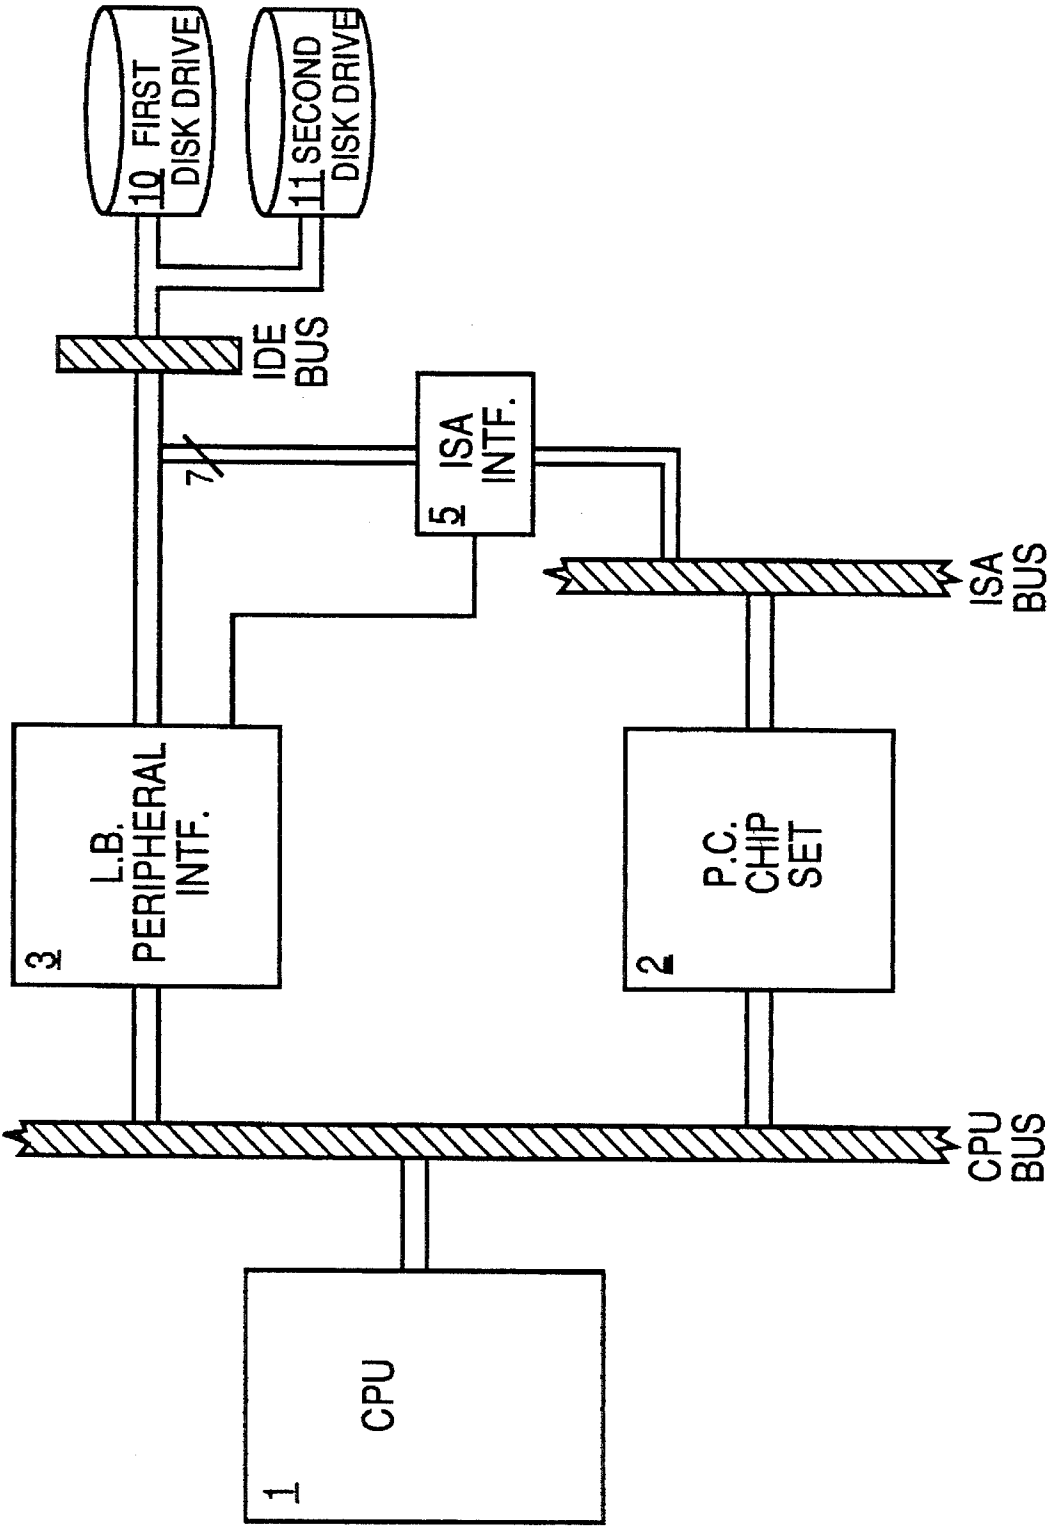 1
CPU
CPU
BUS
3
L.B.
PERIPHERAL
INTF.
2
P.C.
CHIP
SET
5
ISA
INTF.
7
ISA
BUS
IDE
BUS
10 FIRST
DISK DRIVE
11 SECOND
DISK DRIVE